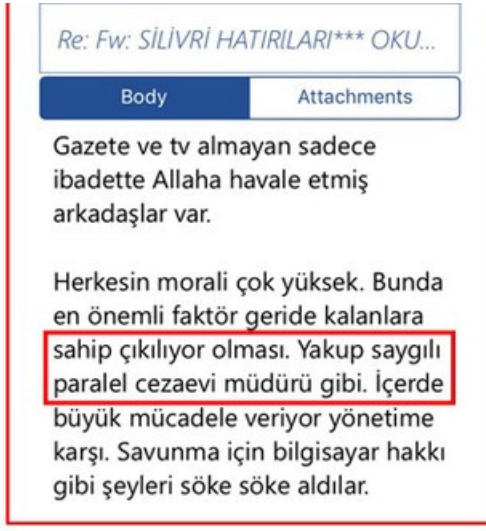 Re: Fw: SİLİVRİ HATIRILARI*** OKU...
Body
Attachments
Gazete ve tv almayan sadece
ibadette Allaha havale etmiş
arkadaşlar var.
Herkesin morali çok yüksek. Bunda
en önemli faktör geride kalanlara
sahip çıkılıyor olması. Yakup saygılı
paralel cezaevi müdürü gibi. İçerde
büyük mücadele veriyor yönetime
karşı. Savunma için bilgisayar hakkı
gibi şeyleri söke söke aldılar.